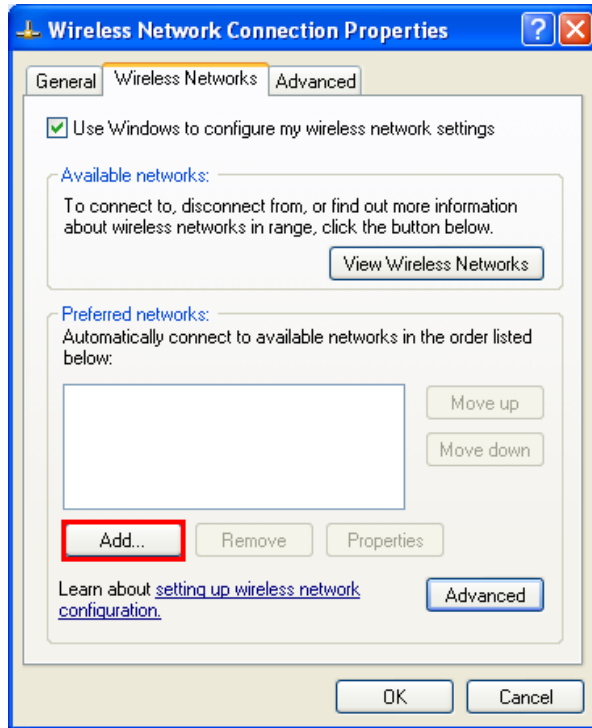 Wireless Network Connection Properties
General Wireless Networks Advanced
Use Windows to configure my wireless network settings
Available networks:
To connect to, disconnect from, or find out more information
about wireless networks in range, click the button below.
View Wireless Networks
Preferred networks:
Automatically connect to available networks in the order listed
below:
Move up
Move down
Add... Remove Properties
Learn about setting up wireless network
configuration.
Advanced
OK Cancel